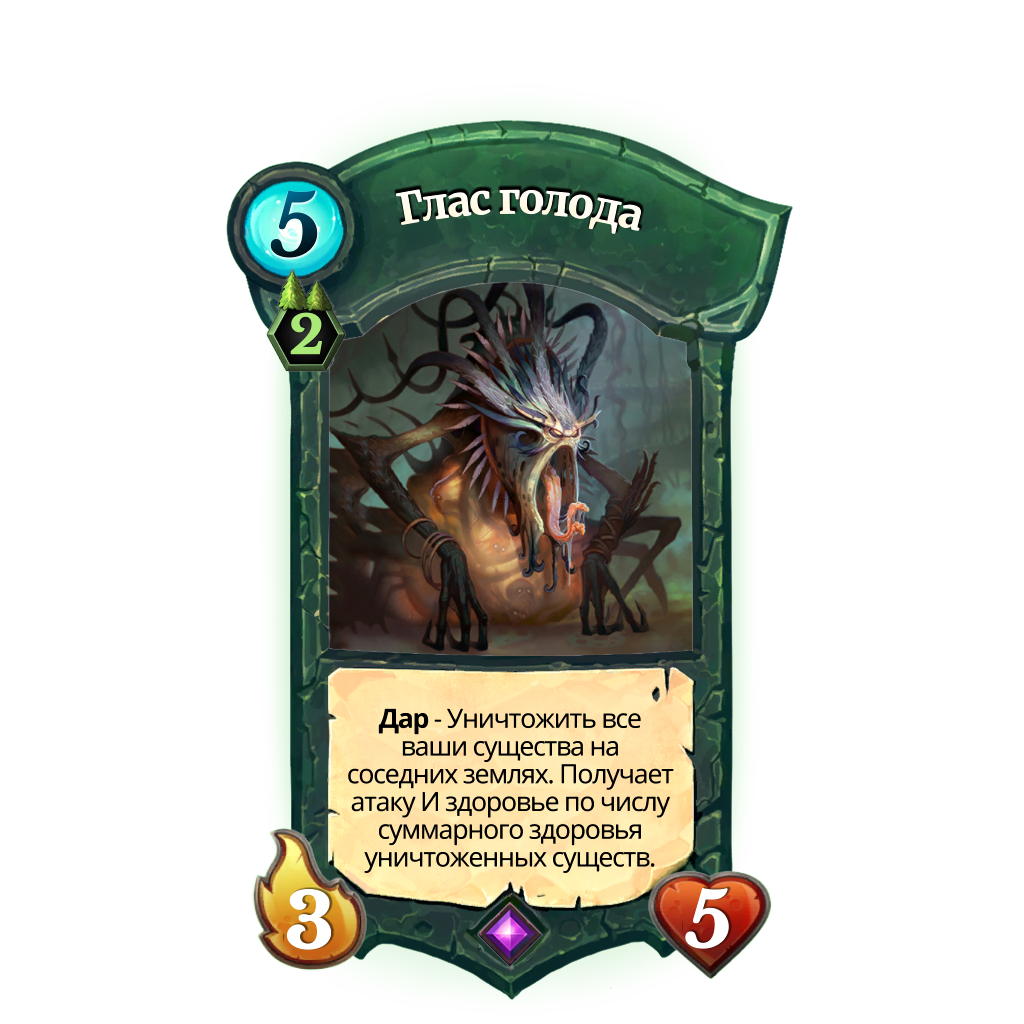 Глас голода
5
2
Дар - Уничтожить все
ваши существа на
соседних землях. Получает
атаку И здоровье по числу
суммарного здоровья
уничтоженных существ.
3
5